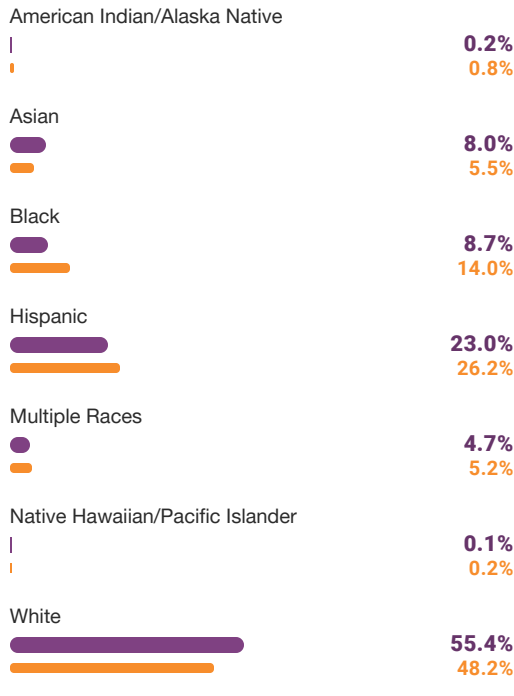 American Indian/Alaska Native
0.2%
0.8%
Asian
8.0%
5.5%
Black
8.7%
14.0%
Hispanic
23.0%
26.2%
Multiple Races
4.7%
5.2%
Native Hawaiian/Pacific Islander
0.1%
0.2%
White
55.4%
48.2%